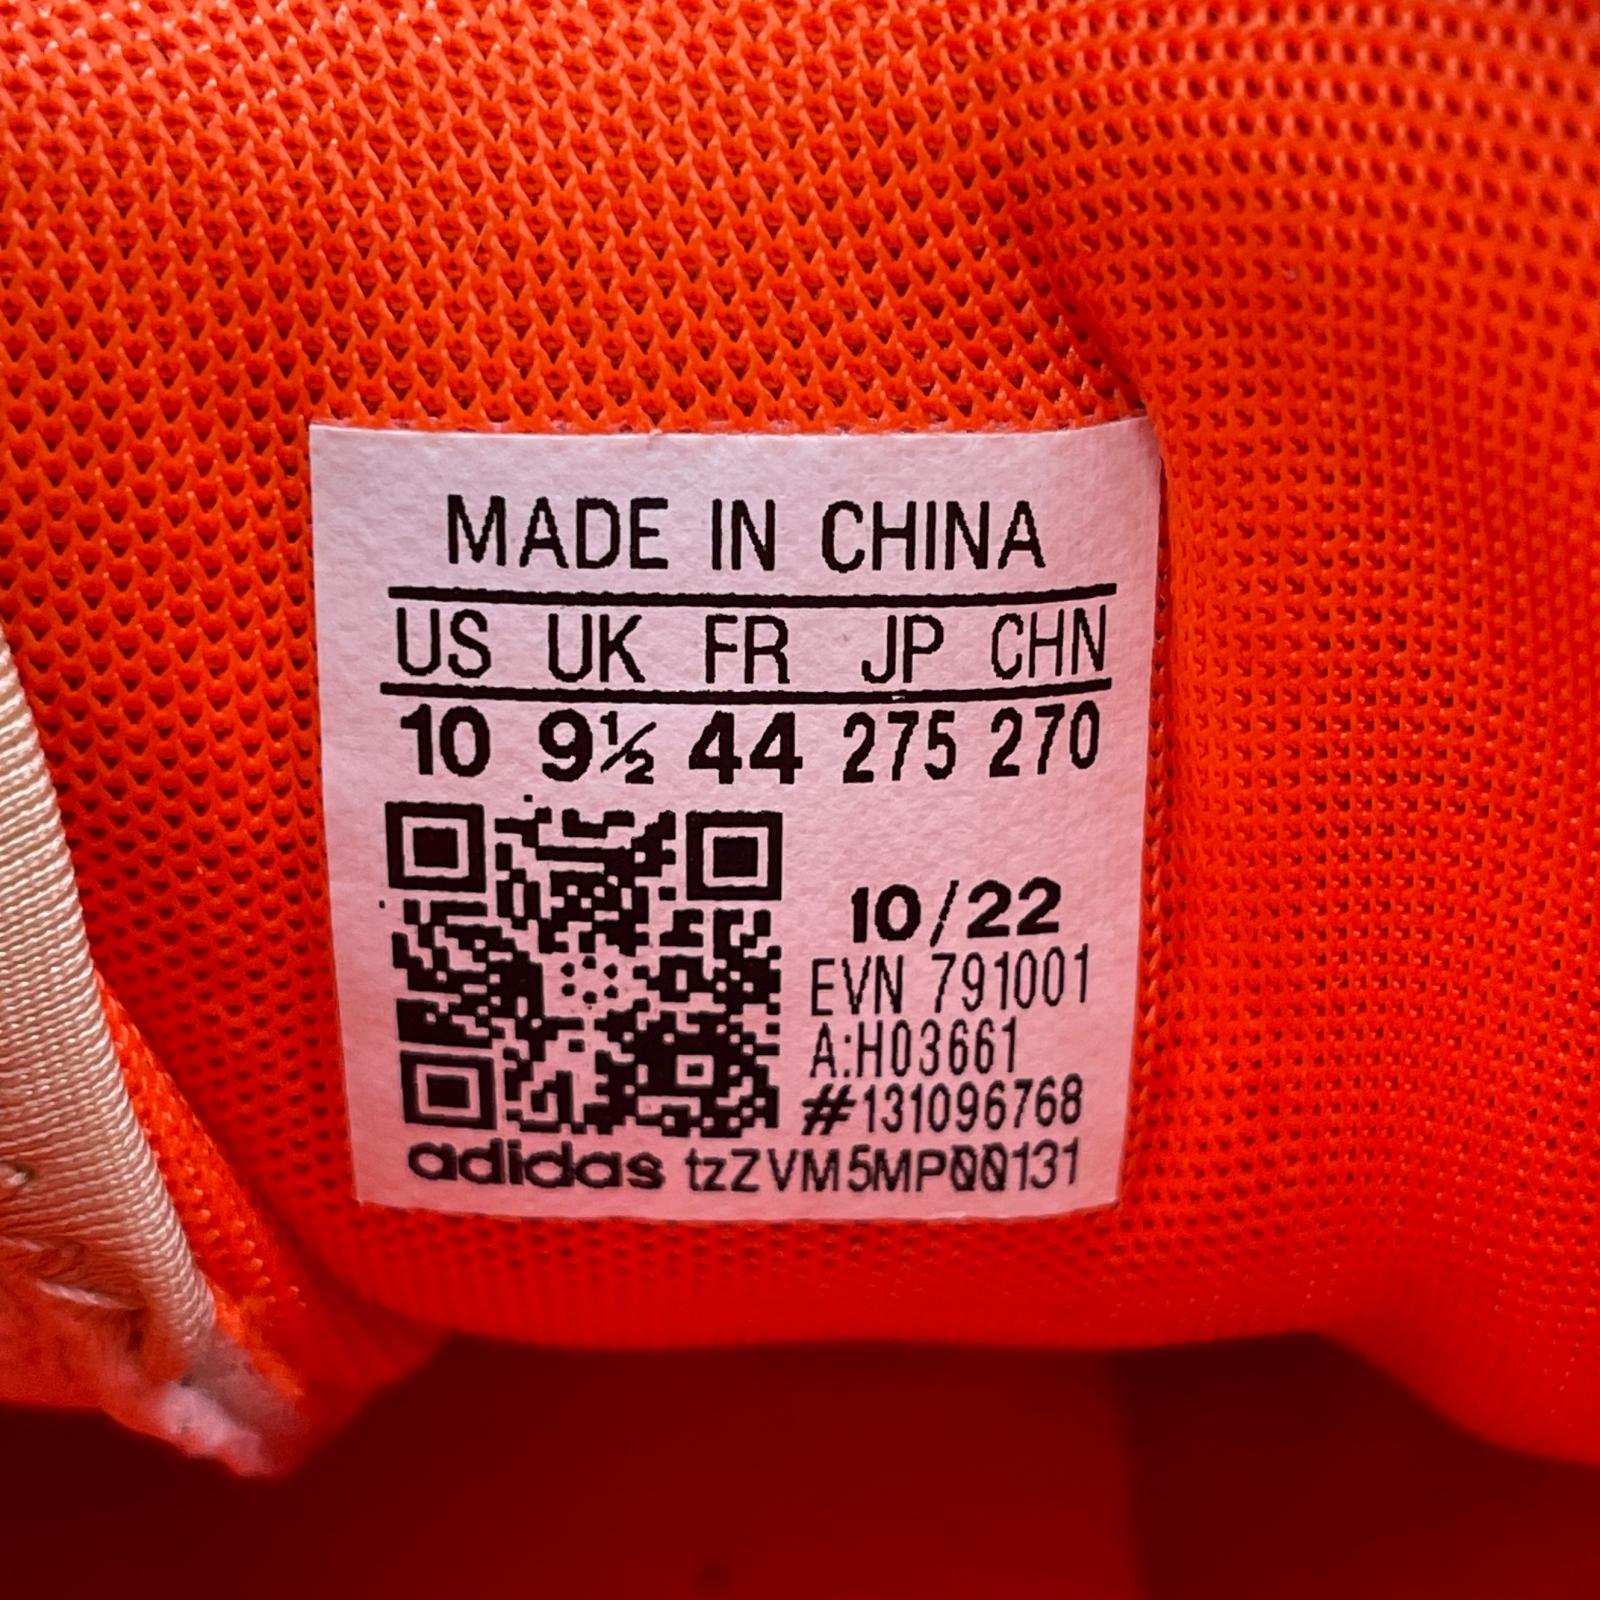 MADE IN CHINA
US UK FR JP CHN
10 9½ 44 275 270
10/22
EVN 791001
A:H03661
#131096768
adidas tzZVM5MP00131